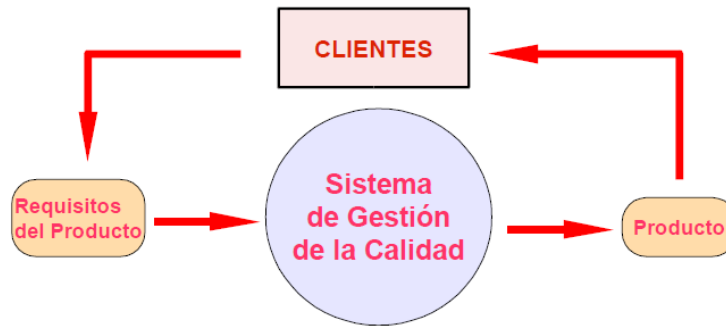 CLIENTES
Requisitos
del Producto
Sistema
de Gestión
de la Calidad
Producto